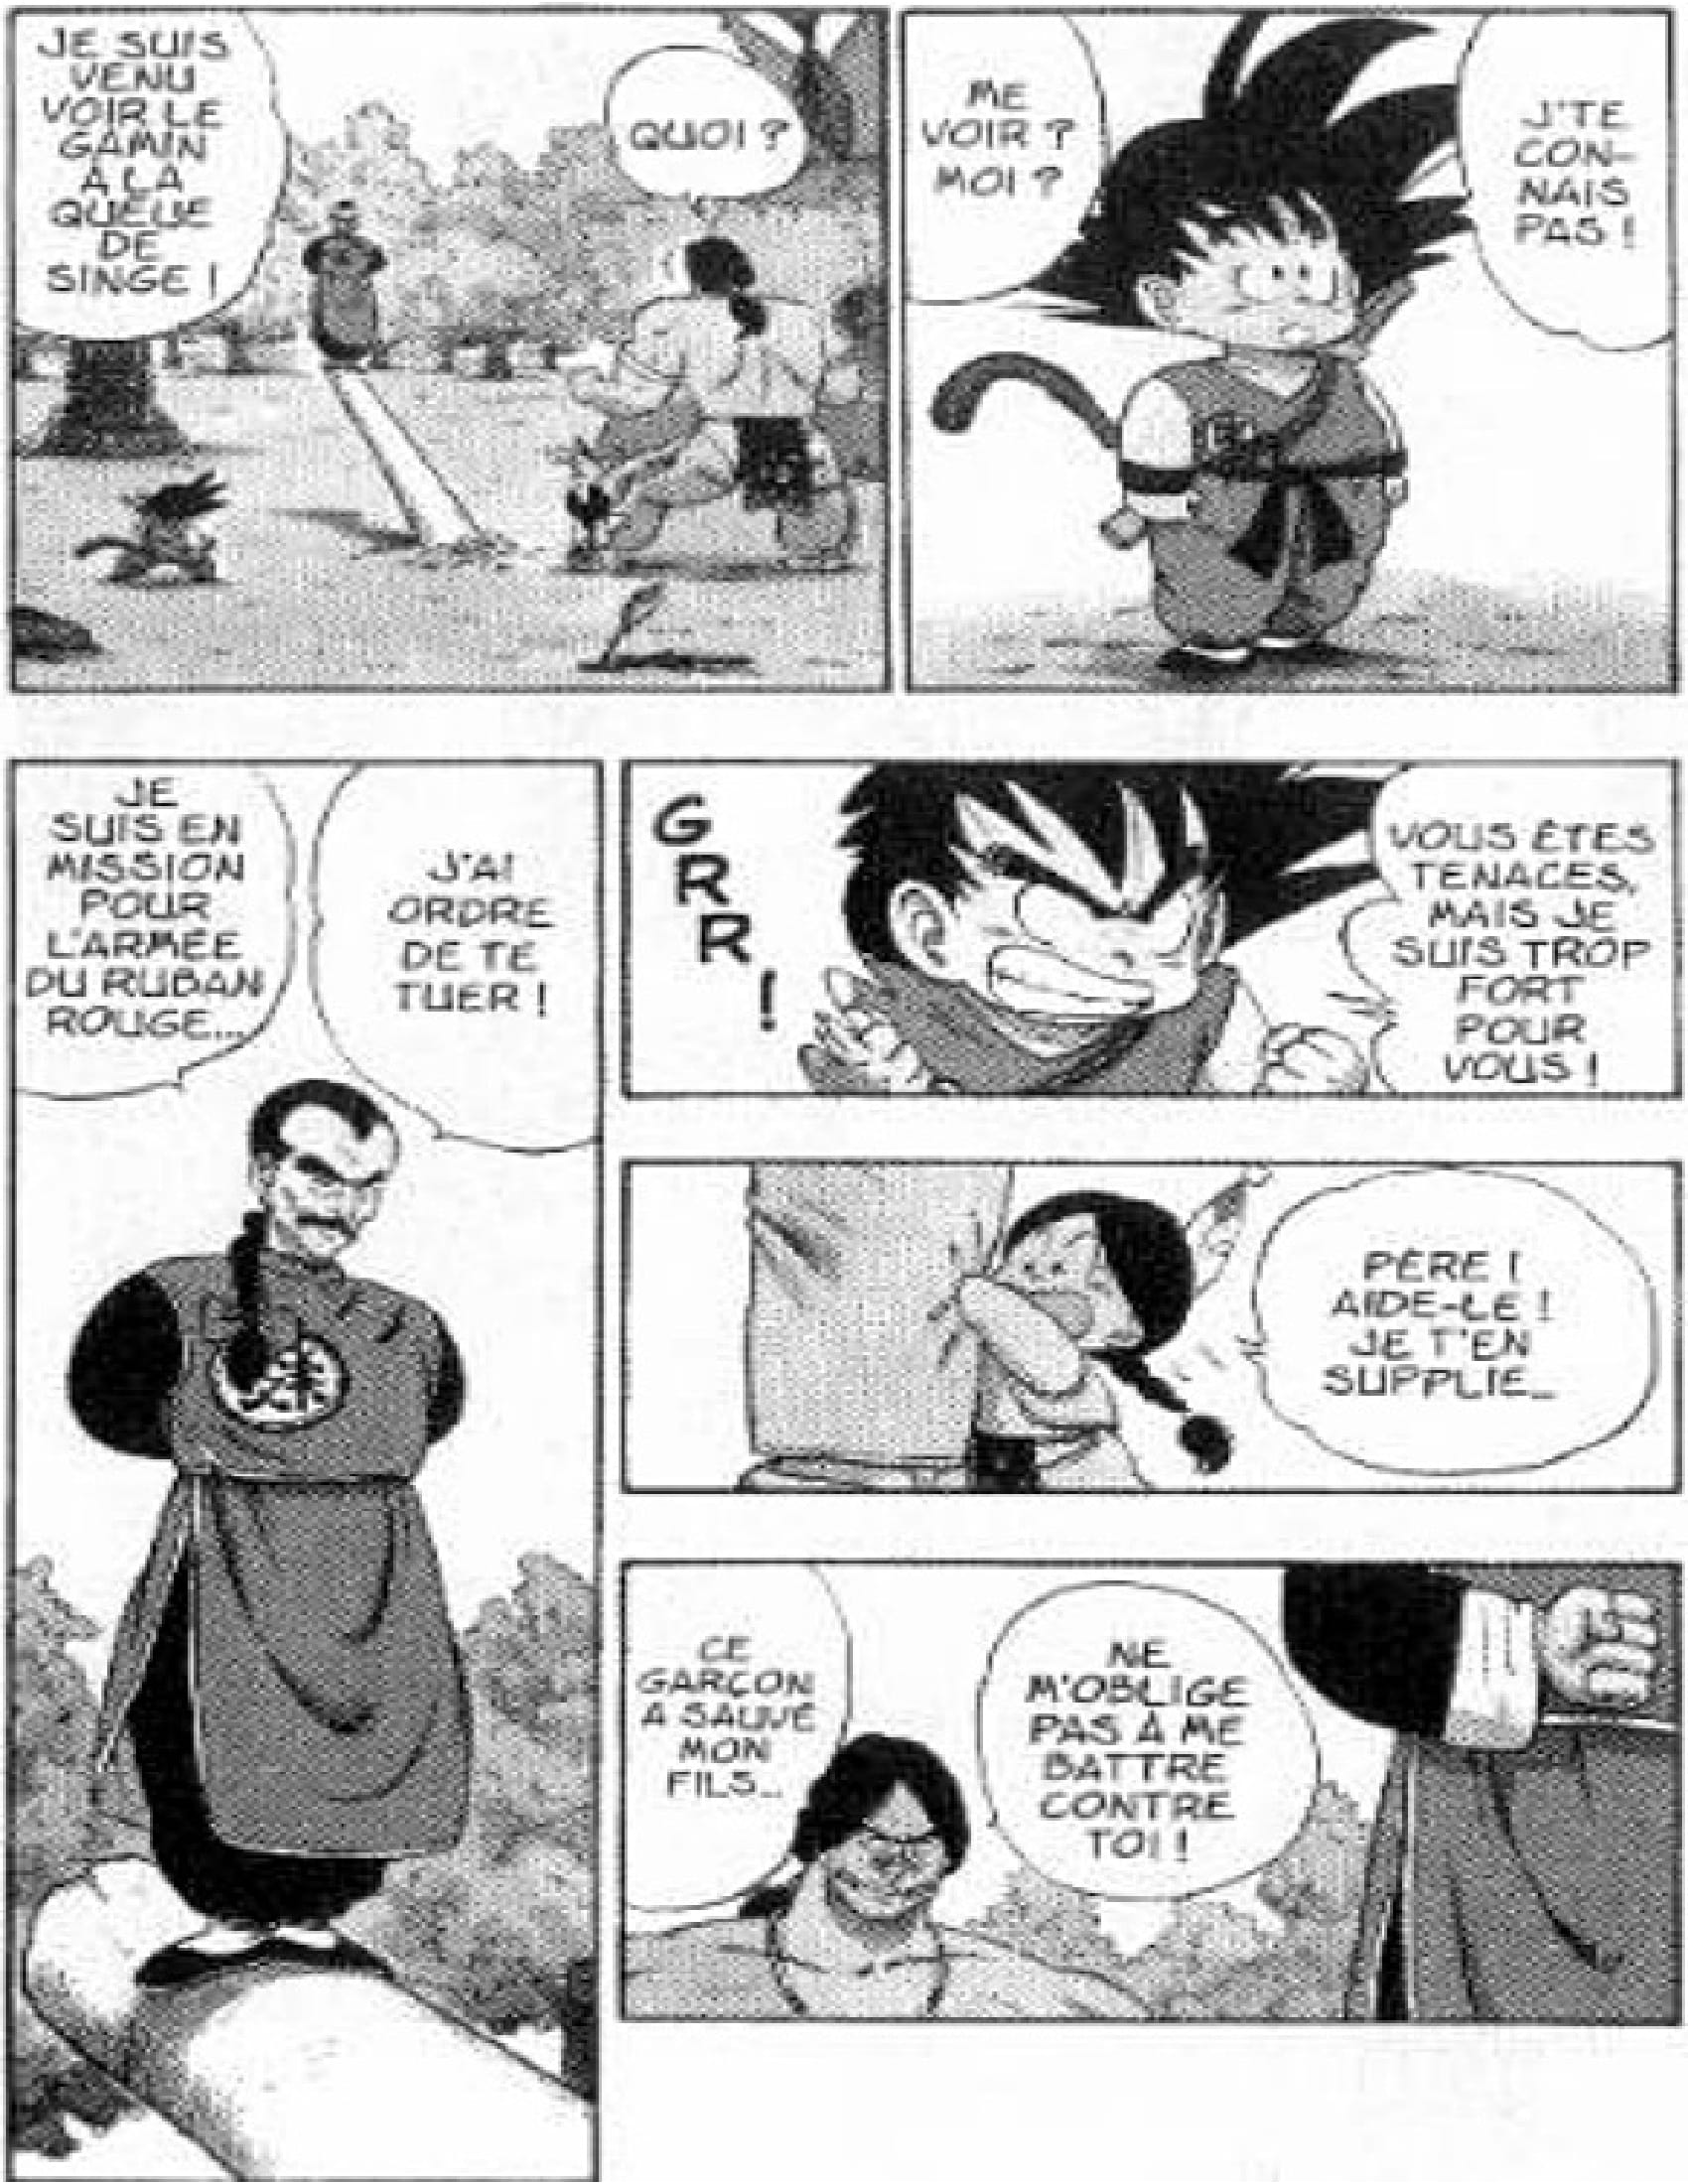 JE SUIS
VENU
VOIR LE
GAMIN
À LA
QUEUE
DE
SINGE !
QUOI ?
ME
VOIR ?
MOI ?
J'TE
CON-
NAIS
PAS !
JE
SUIS EN
MISSION
POUR
L'ARMÉE
DU RUBAN
ROUGE...
J'AI
ORDRE
DE TE
TUER !
GRR!
VOUS ÊTES
TENACES,
MAIS JE
SUIS TROP
FORT
POUR
VOUS !
PÈRE !
AIDE-LE !
JE T'EN
SUPPLIE...
CE
GARÇON
A SAUVÉ
MON
FILS...
NE
M'OBLIGE
PAS À ME
BATTRE
CONTRE
TOI !